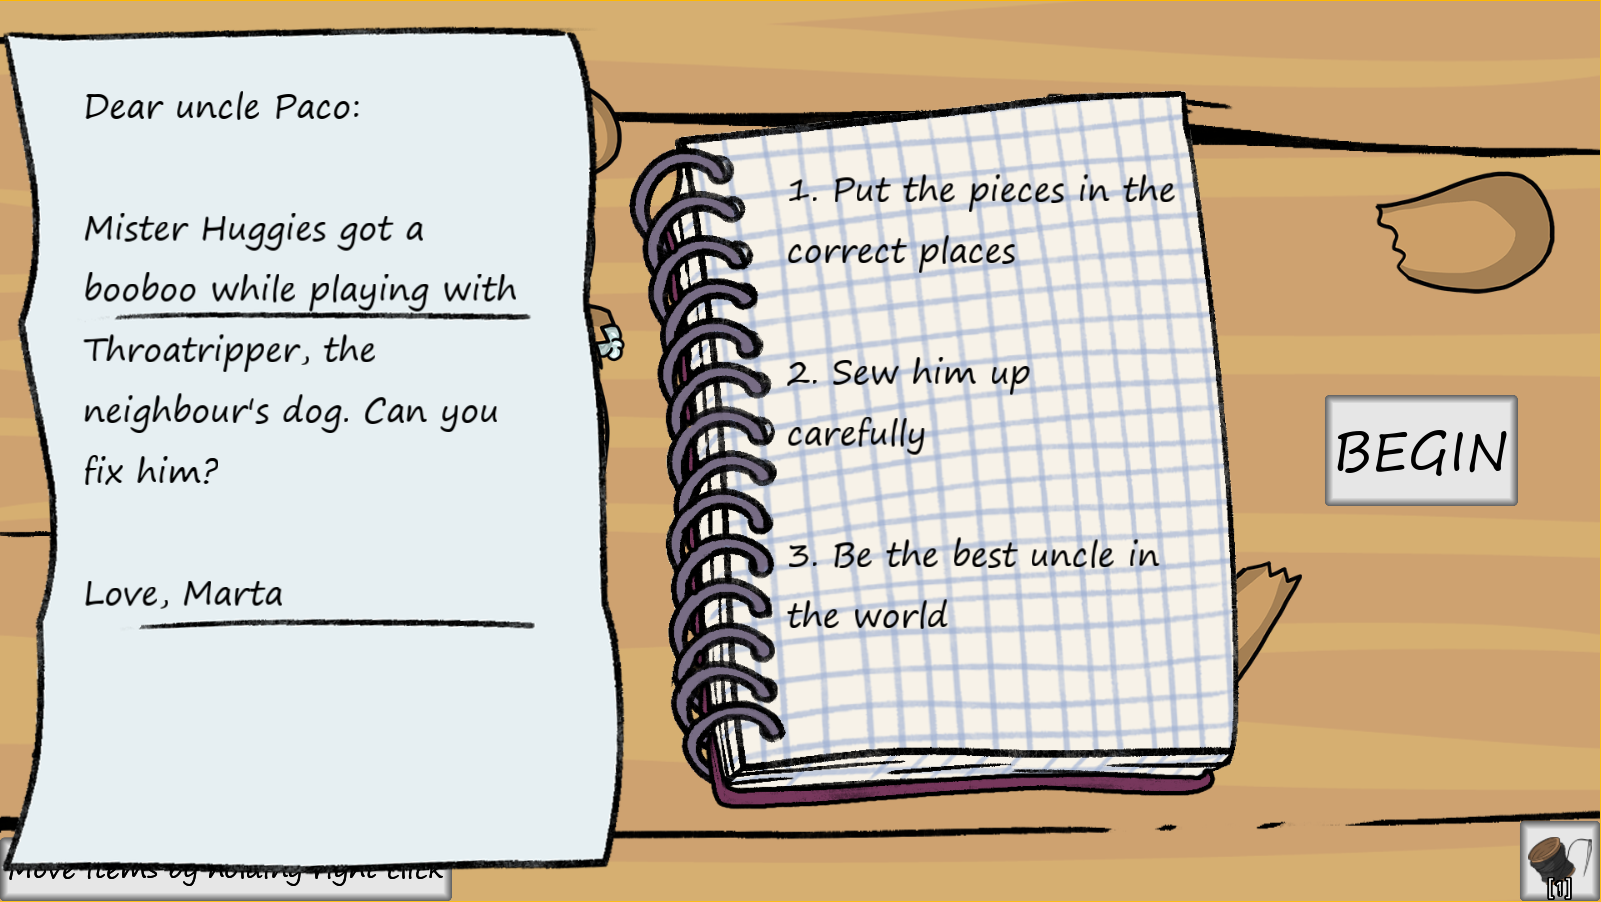 Dear uncle Paco:
Mister Huggies got a
booboo while playing with
Throatripper, the
neighbour's dog. Can you
fix him?
Love, Marta
1. Put the pieces in the
correct places
2. Sew him up
carefully
3. Be the best uncle in
the world
BEGIN
Move items by holding right click
[1]